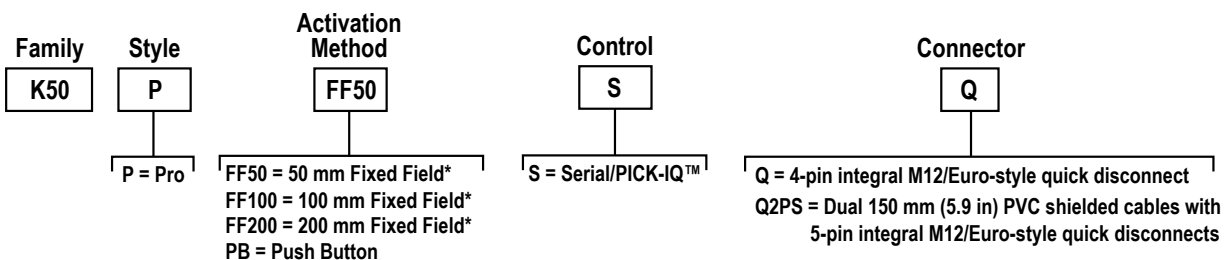 Family
Style
Activation
Method
Control
Connector
K50
P
FF50
S
Q
P = Pro
FF50 = 50 mm Fixed Field*
FF100 = 100 mm Fixed Field*
FF200 = 200 mm Fixed Field*
PB = Push Button
S = Serial/PICK-IQ™
Q = 4-pin integral M12/Euro-style quick disconnect
Q2PS = Dual 150 mm (5.9 in) PVC shielded cables with
5-pin integral M12/Euro-style quick disconnects